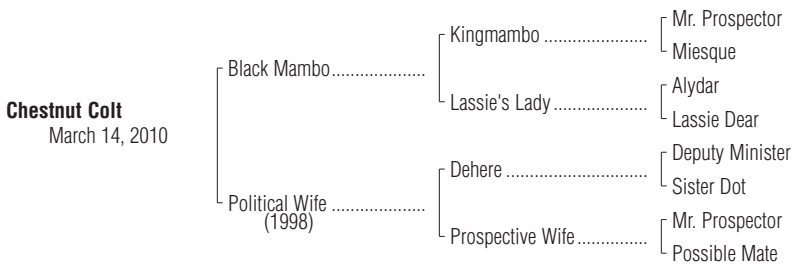 Mr. Prospector
Kingmambo ......................
Miesque
Black Mambo....................
Alydar
Lassie's Lady ....................
Lassie Dear
Chestnut Colt
March 14, 2010
Deputy Minister
Dehere ..............................
Sister Dot
Political Wife ....................
(1998)
Mr. Prospector
Prospective Wife...............
Possible Mate